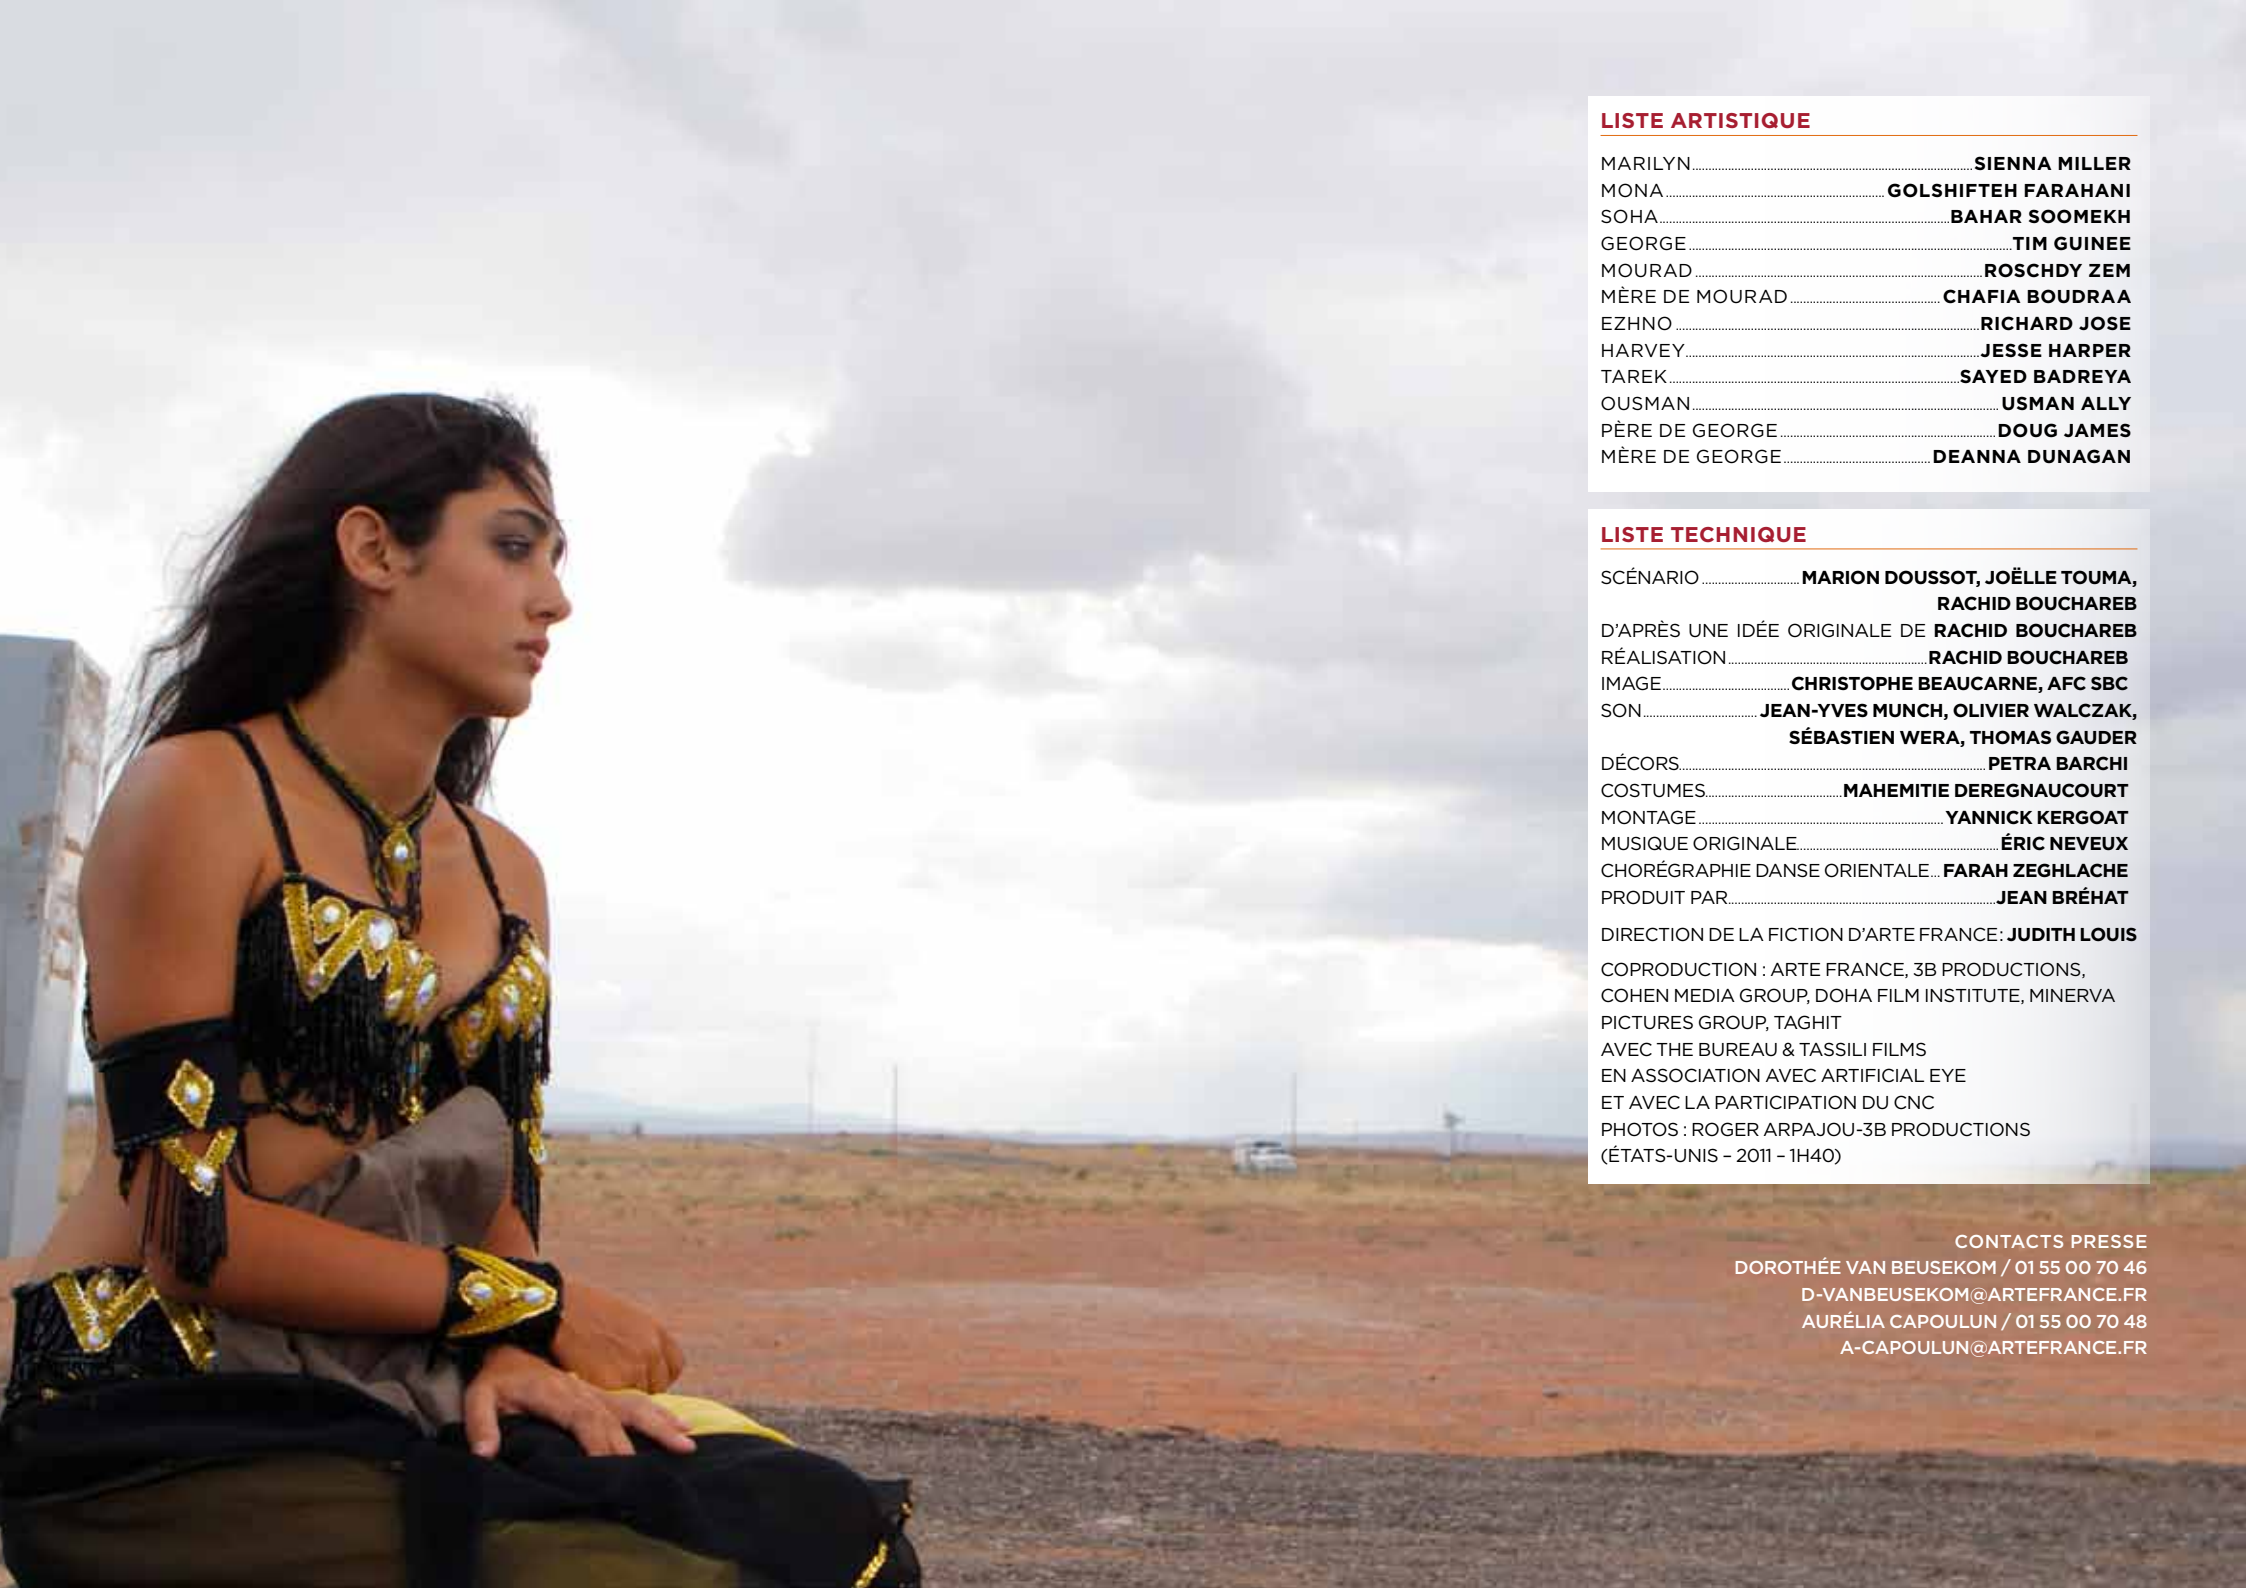 LISTE ARTISTIQUE
MARILYN SIENNA MILLER
MONA GOLSHIFTEH FARAHANI
SOHA BAHAR SOOMEKH
GEORGE TIM GUINEE
MOURAD ROSCHDY ZEM
MÈRE DE MOURAD CHAFIA BOUDRAA
EZHNO RICHARD JOSE
HARVEY JESSE HARPER
TAREK SAYED BADREYA
OUSMAN USMAN ALLY
PÈRE DE GEORGE DOUG JAMES
MÈRE DE GEORGE DEANNA DUNAGAN
LISTE TECHNIQUE
SCÉNARIO MARION DOUSSOT, JOËLLE TOUMA,
RACHID BOUCHAREB
D'APRÈS UNE IDÉE ORIGINALE DE RACHID BOUCHAREB
RÉALISATION RACHID BOUCHAREB
IMAGE CHRISTOPHE BEAUCARNE, AFC SBC
SON JEAN-YVES MUNCH, OLIVIER WALCZAK,
SÉBASTIEN WERA, THOMAS GAUDER
DÉCORS PETRA BARCHI
COSTUMES MAHEMITIE DEREGNAUCOURT
MONTAGE YANNICK KERGOAT
MUSIQUE ORIGINALE ÉRIC NEVEUX
CHORÉGRAPHIE DANSE ORIENTALE... FARAH ZEGHLACHE
PRODUIT PAR JEAN BRÉHAT
DIRECTION DE LA FICTION D'ARTE FRANCE : JUDITH LOUIS
COPRODUCTION : ARTE FRANCE, 3B PRODUCTIONS,
COHEN MEDIA GROUP, DOHA FILM INSTITUTE, MINERVA
PICTURES GROUP, TAGHIT
AVEC THE BUREAU & TASSILI FILMS
EN ASSOCIATION AVEC ARTIFICIAL EYE
ET AVEC LA PARTICIPATION DU CNC
PHOTOS : ROGER ARPAJOU-3B PRODUCTIONS
(ÉTATS-UNIS – 2011 – 1H40)
CONTACTS PRESSE
DOROTHÉE VAN BEUSEKOM / 01 55 00 70 46
D-VANBEUSEKOM@ARTEFRANCE.FR
AURÉLIA CAPOULUN / 01 55 00 70 48
A-CAPOULUN@ARTEFRANCE.FR